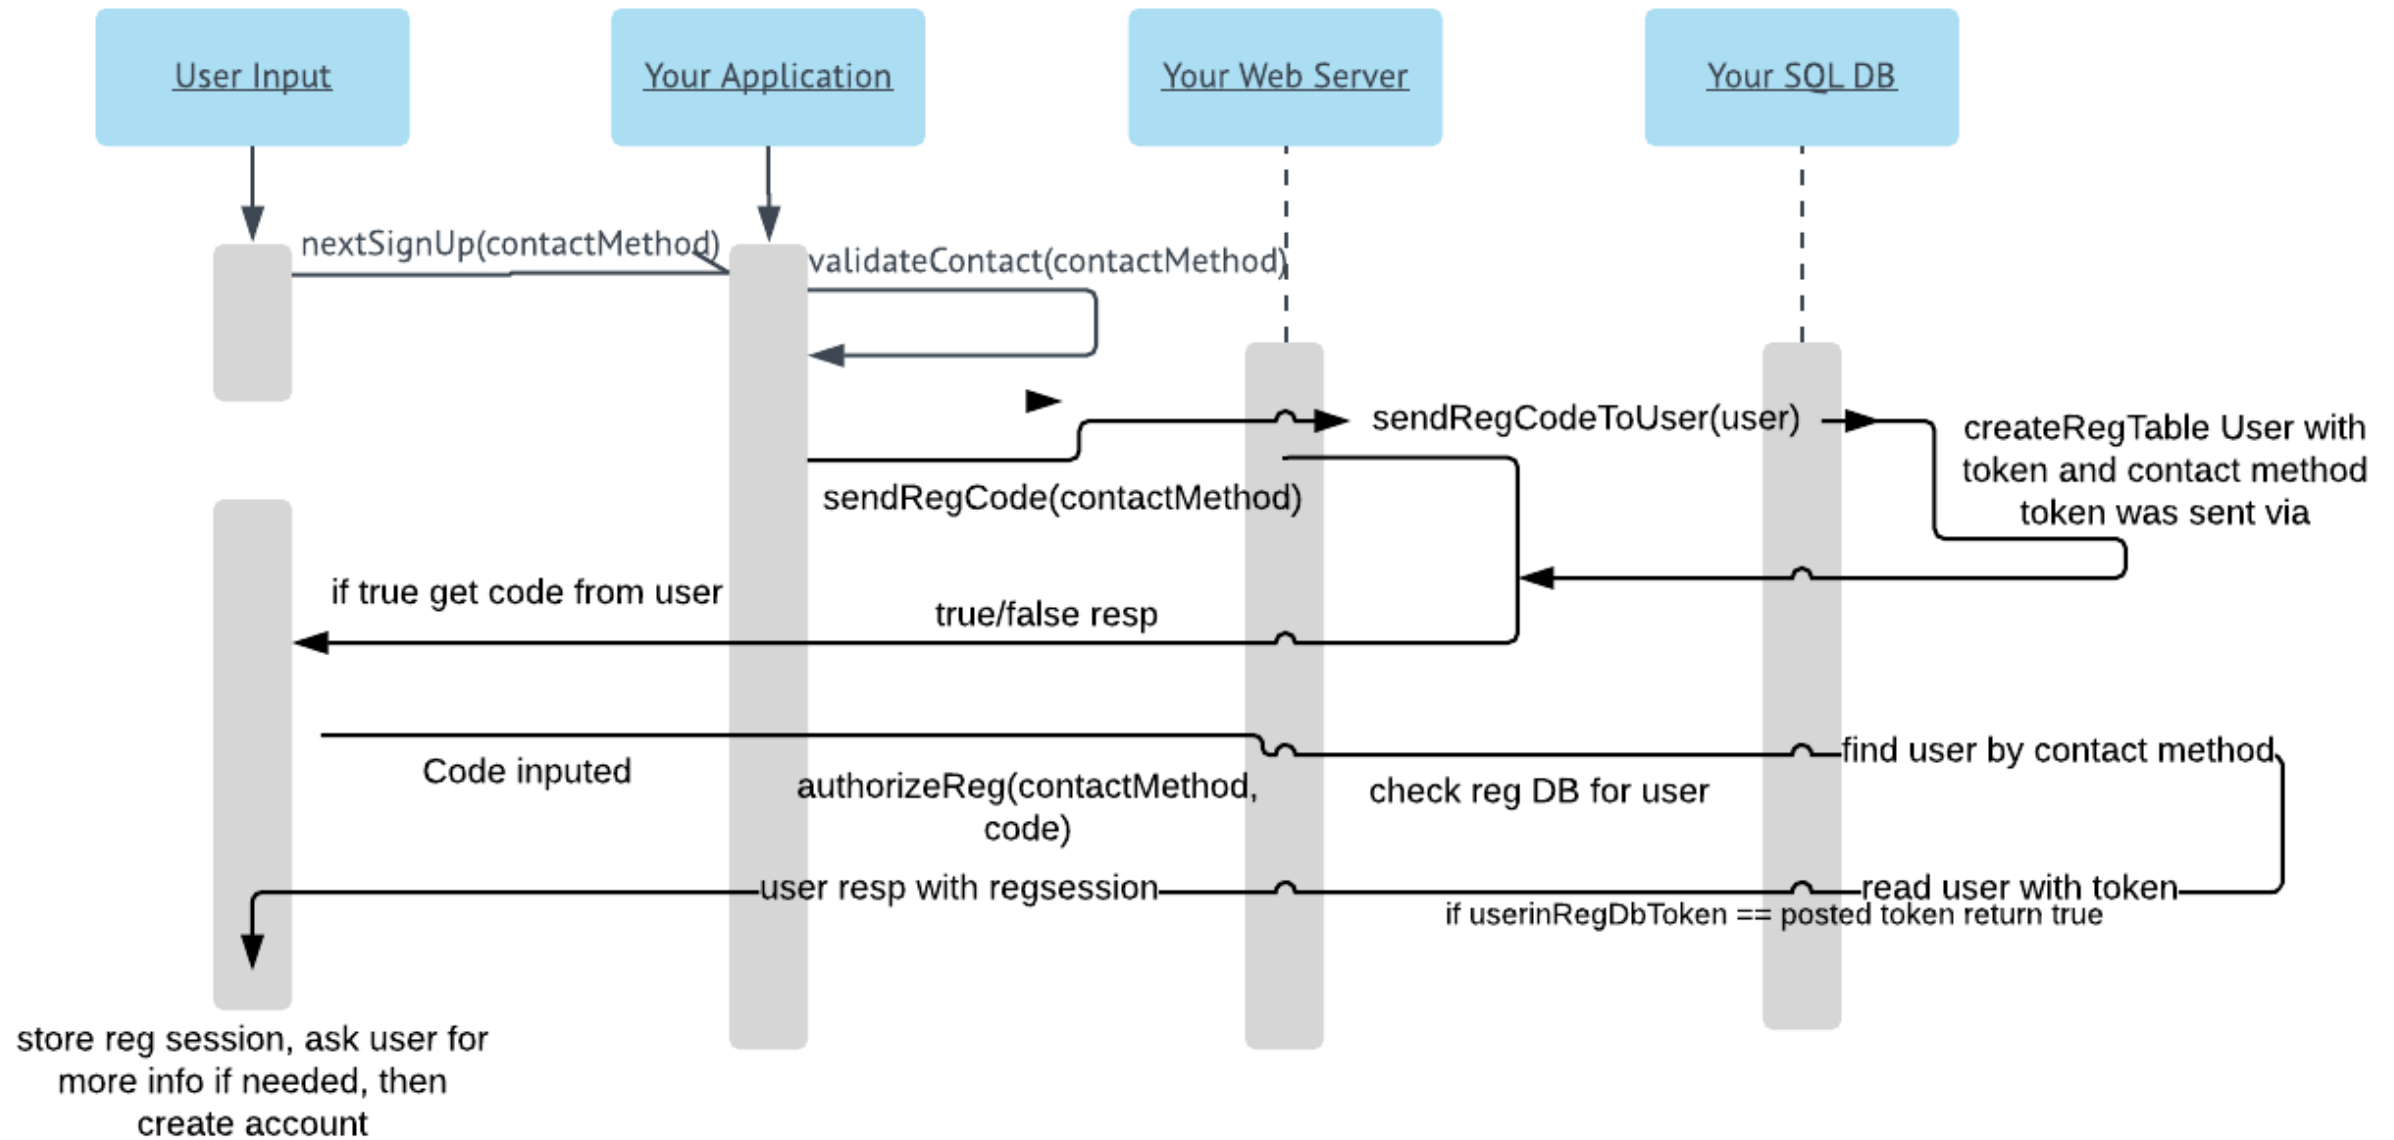 User Input
Your Application
Your Web Server
Your SQL DB
nextSignUp(contactMethod)
validateContact(contactMethod)
sendRegCodeToUser(user)
createRegTable User with
token and contact method
token was sent via
sendRegCode(contactMethod)
if true get code from user
true/false resp
find user by contact method
Code inputed
authorizeReg(contactMethod,
code)
check reg DB for user
user resp with regsession
read user with token
if userinRegDbToken == posted token return true
store reg session, ask user for
more info if needed, then
create account